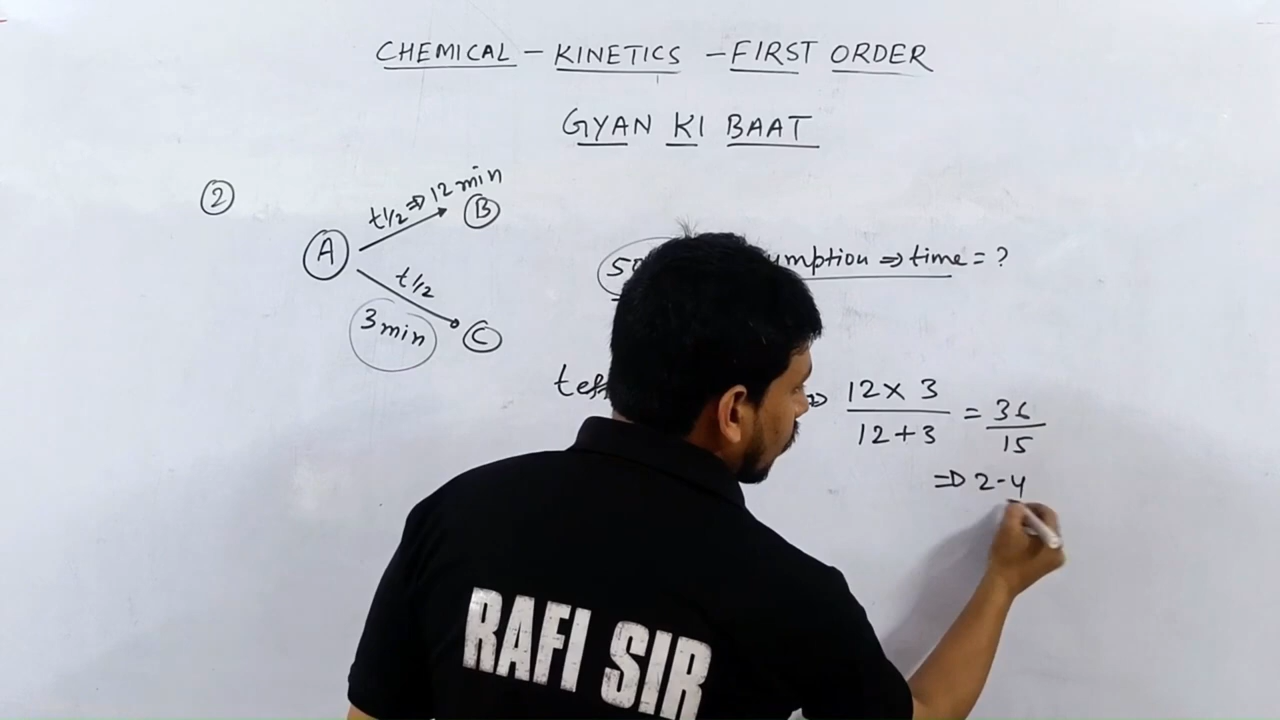 CHEMICAL - KINETICS - FIRST ORDER
GYAN KI BAAT
②
t1/2 ⇒ 12 min
B
A
t1/2
3 min
C
⇒ time = ?
⇒ 12 × 3 / 12 + 3 = 36 / 15
⇒ 2-4
RAFI SIR